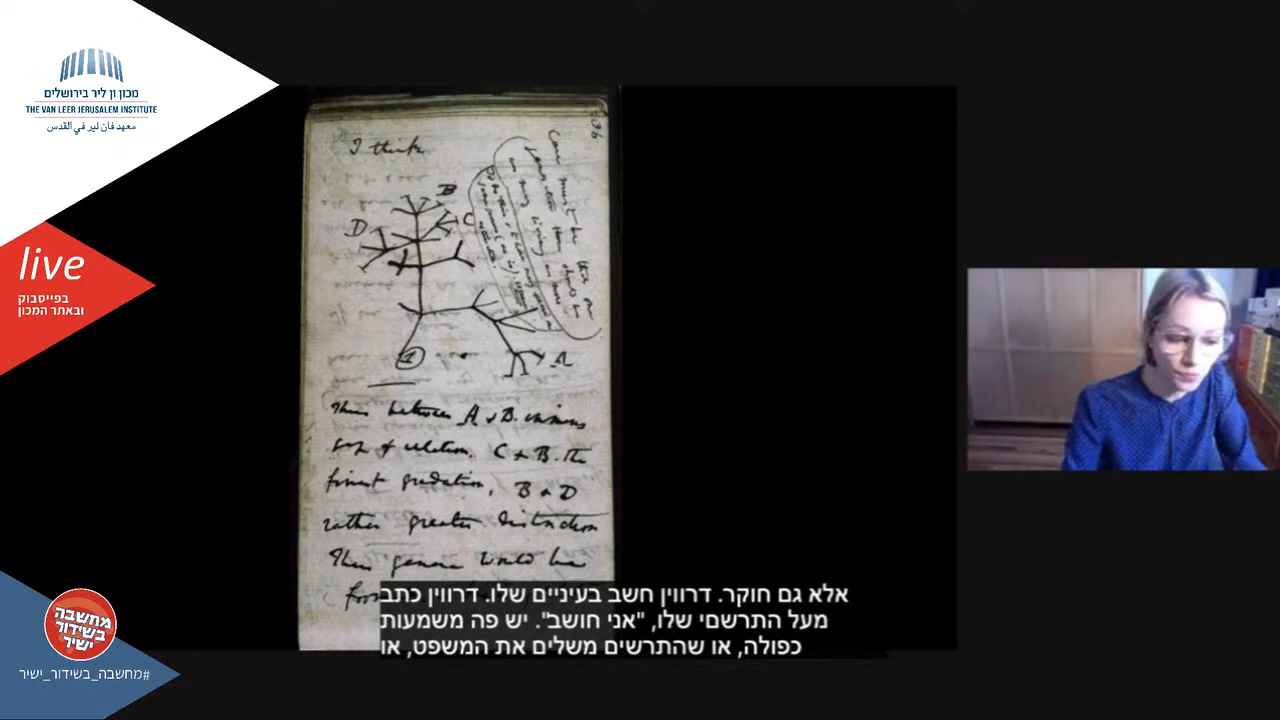 מכון ון ליר בירושלים
THE VAN LEER JERUSALEM INSTITUTE
معهد فان لير في القدس
live
בפייסבוק
ובאתר המכון
מחשבה
בשידור
ישיר
#מחשבה_בשידור_ישיר
I think
B
D
C
1
A
Thus between A & B. immense
gap of relation. C & B. the
finest gradation, B & D
rather greater distinction
Thus genera would be
אלא גם חוקר. דרווין חשב בעיניים שלו. דרווין כתב
מעל התרשםי שלו, "אני חושב". יש פה משמעות
כפולה, או שהתרשים משלים את המשפט, או